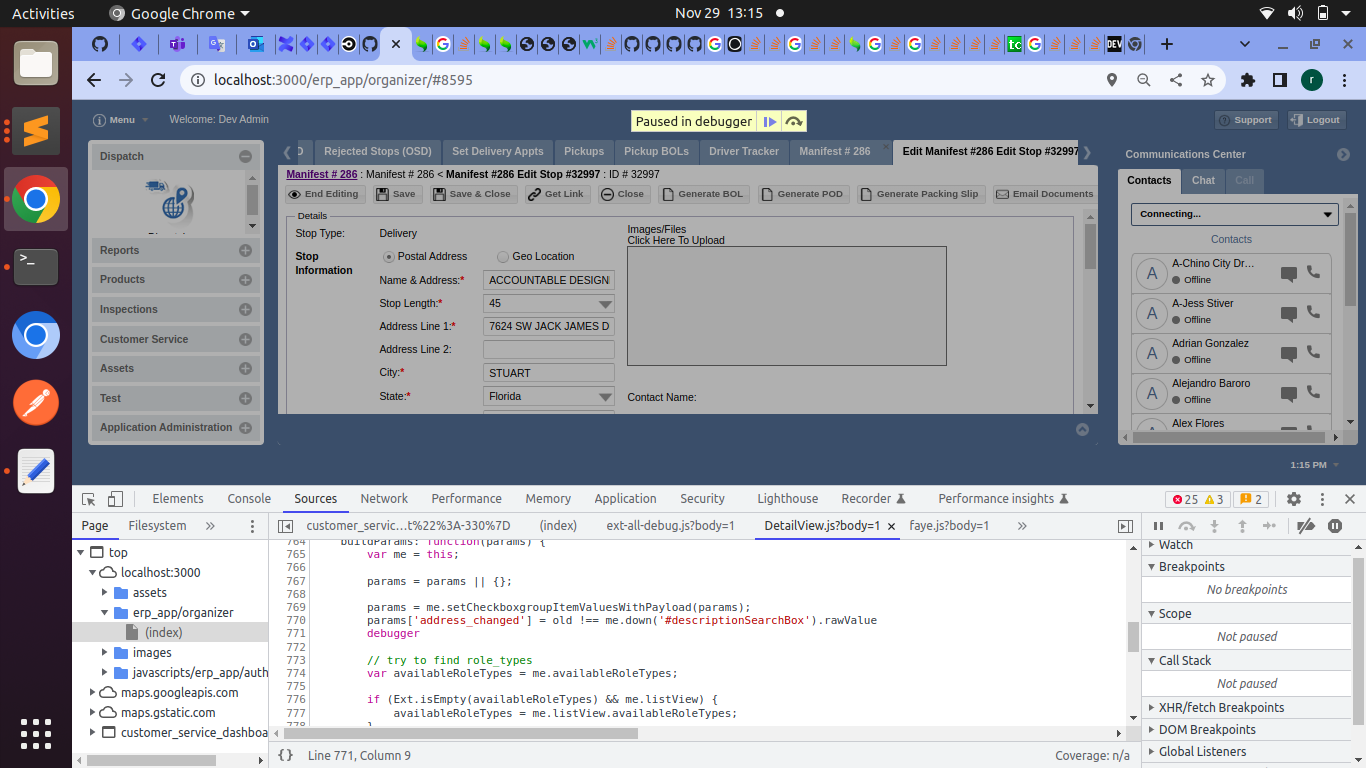 Activities
Google Chrome
Nov 29 13:15
localhost:3000/erp_app/organizer/#8595
r
Menu
Welcome: Dev Admin
Paused in debugger
Support
Logout
Dispatch
Reports
Products
Inspections
Customer Service
Assets
Test
Application Administration
Rejected Stops (OSD)
Set Delivery Appts
Pickups
Pickup BOLs
Driver Tracker
Manifest # 286
Edit Manifest #286 Edit Stop #32997
Manifest # 286 : Manifest # 286 < Manifest #286 Edit Stop #32997 : ID # 32997
End Editing
Save
Save & Close
Get Link
Close
Generate BOL
Generate POD
Generate Packing Slip
Email Documents
Details
Stop Type:
Delivery
Stop Information
Postal Address
Geo Location
Name & Address:*
ACCOUNTABLE DESIGN
Stop Length:*
45
Address Line 1:*
7624 SW JACK JAMES D
Address Line 2:
City:*
STUART
State:*
Florida
Images/Files
Click Here To Upload
Contact Name:
Communications Center
Contacts
Chat
Call
Connecting...
Contacts
A
A-Chino City Dr...
Offline
A
A-Jess Stiver
Offline
A
Adrian Gonzalez
Offline
A
Alejandro Baroro
Offline
Alex Flores
1:15 PM
Elements
Console
Sources
Network
Performance
Memory
Application
Security
Lighthouse
Recorder
Performance insights
25
3
2
Page
Filesystem
customer_servic...t%22%3A-330%7D
(index)
ext-all-debug.js?body=1
DetailView.js?body=1
faye.js?body=1
top
localhost:3000
assets
erp_app/organizer
(index)
images
javascripts/erp_app/auth
maps.googleapis.com
maps.gstatic.com
customer_service_dashboa
764 buildParams: function(params) {
765 var me = this;
766
767 params = params || {};
768
769 params = me.setCheckboxgroupItemValuesWithPayload(params);
770 params['address_changed'] = old !== me.down('#descriptionSearchBox').rawValue
771 debugger
772
773 // try to find role_types
774 var availableRoleTypes = me.availableRoleTypes;
775
776 if (Ext.isEmpty(availableRoleTypes) && me.listView) {
777 availableRoleTypes = me.listView.availableRoleTypes;
778 }
{} Line 771, Column 9
Coverage: n/a
Watch
Breakpoints
No breakpoints
Scope
Not paused
Call Stack
Not paused
XHR/fetch Breakpoints
DOM Breakpoints
Global Listeners